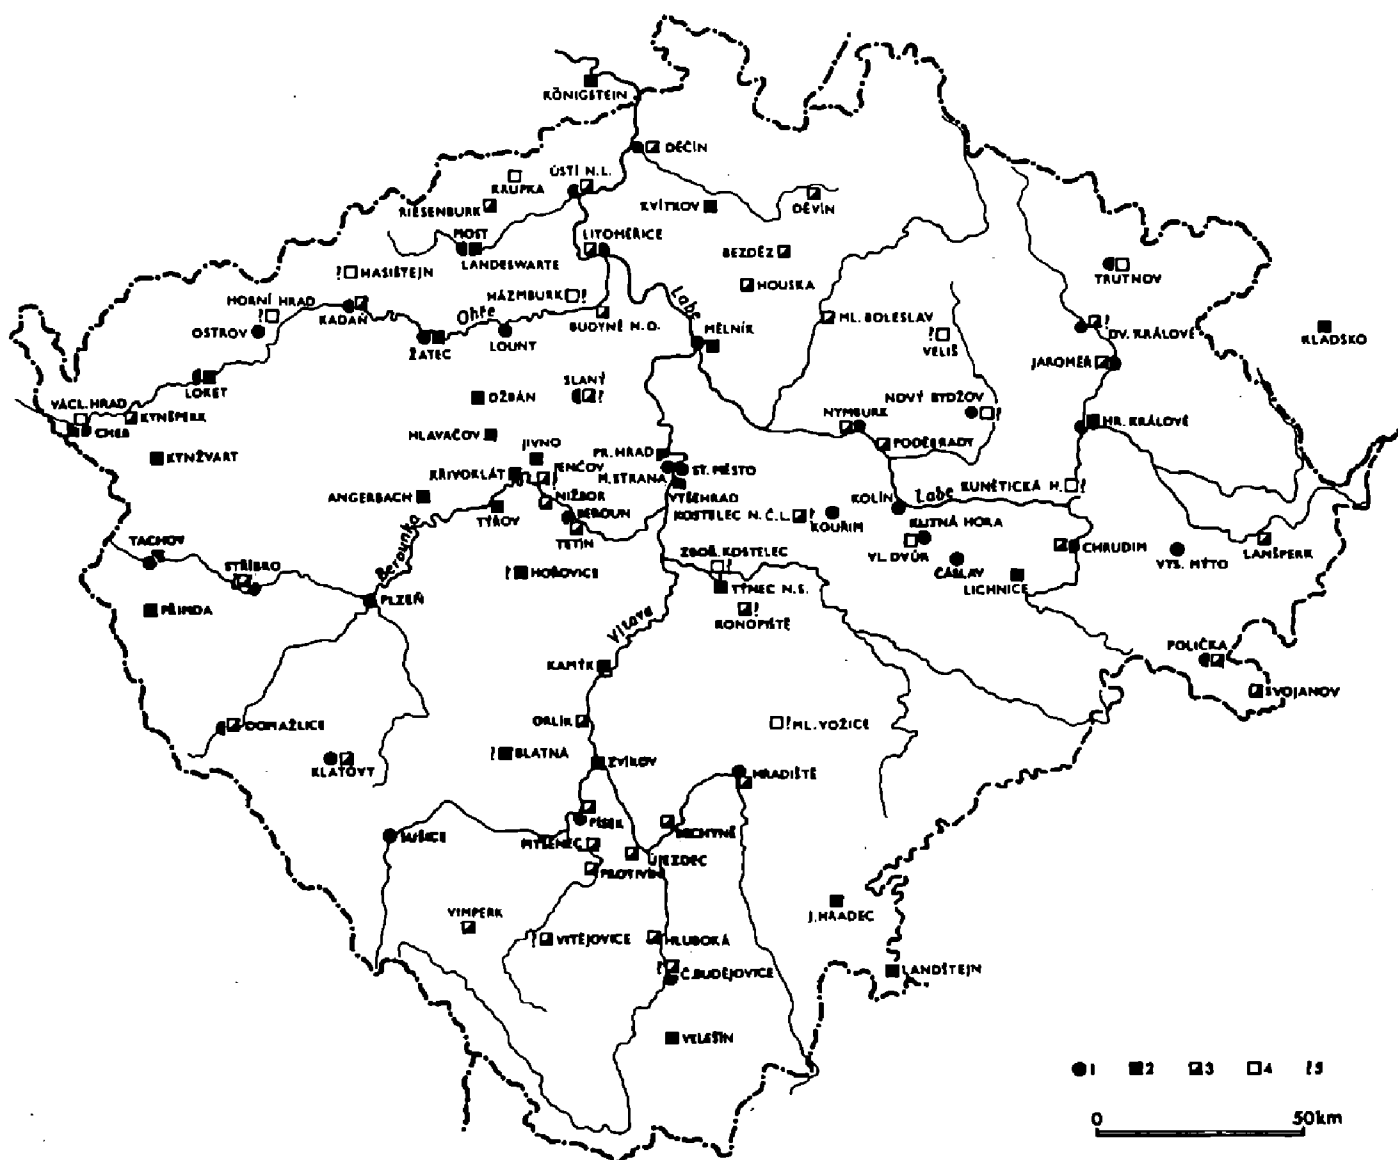 KÖNIGSTEIN
DĚČÍN
ÚSTÍ N.L.
KRUPKA
RIESENBURK
KVÍTKOV
DĚVÍN
MOST
LITOMĚŘICE
LANDESWARTE
BEZDĚZ
! HASIŠTEJN
TRUTNOV
HOUSKA
HÁZMBURK !
Labe
HORNÍ HRAD
!
KADAŇ
Ohře
BUDYNĚ N.O.
ML. BOLESLAV
!
DV. KRÁLOVÉ
KLADSKO
OSTROV
ŽATEC
LOUNY
MĚLNÍK
!
VELIŠ
JAROMĚŘ
LOKET
SLANÝ
!
DŽBÁN
VÁCL. HRAD
KYNŠPERK
NOVÝ BYDŽOV
!
CHEB
HLAVAČOV
NYMBURK
HR. KRÁLOVÉ
PODĚBRADY
KYNŽVART
JIVNO
PR. HRAD
KŘIVOKLÁT
JENČOV
!
ST. MĚSTO
M. STRANA
KUNĚTICKÁ H. !
ANGERBACH
NIŽBOR
VYŠEHRAD
KOLÍN
Labe
TÝŘOV
BEROUN
KOSTELEC N.Č.L. !
KOUŘIM
KUTNÁ HORA
TETÍN
VL. DVŮR
CHRUDIM
LANŠPERK
TACHOV
Berounka
ZBOŘ. KOSTELEC
!
ČÁSLAV
VYS. MÝTO
STŘÍBRO
! HOŘOVICE
TÝNEC N.S.
LICHNICE
PŘIMDA
PLZEŇ
!
KONOPIŠTĚ
Vltava
POLIČKA
KAMÝK
SVOJANOV
DOMAŽLICE
ORLÍK
! ML. VOŽICE
KLATOVY
! BLATNÁ
ZVÍKOV
HRADIŠTĚ
SUŠICE
PÍSEK
BECHYNĚ
MYŠENEC
ÚJEZDEC
PROTIVÍN
VIMPERK
J. HRADEC
! VITĚJOVICE
HLUBOKÁ
!
Č. BUDĚJOVICE
LANDŠTEJN
VELEŠÍN
1 2 3 4 ! 5
0 50 km